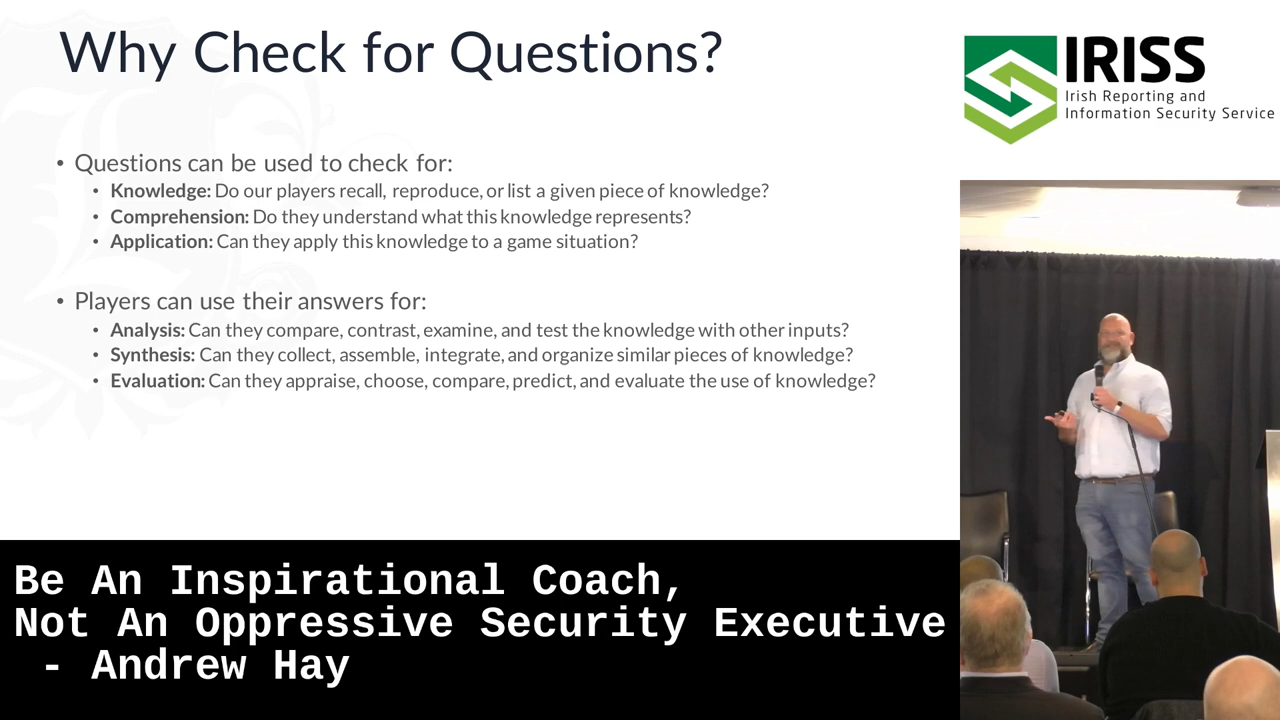 Why Check for Questions?
IRISS
Irish Reporting and
Information Security Service
• Questions can be used to check for:
• Knowledge: Do our players recall, reproduce, or list a given piece of knowledge?
• Comprehension: Do they understand what this knowledge represents?
• Application: Can they apply this knowledge to a game situation?
• Players can use their answers for:
• Analysis: Can they compare, contrast, examine, and test the knowledge with other inputs?
• Synthesis: Can they collect, assemble, integrate, and organize similar pieces of knowledge?
• Evaluation: Can they appraise, choose, compare, predict, and evaluate the use of knowledge?
Be An Inspirational Coach,
Not An Oppressive Security Executive
- Andrew Hay